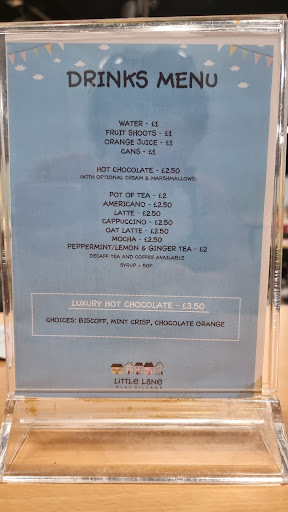 DRINKS MENU
WATER - £1
FRUIT SHOOTS - £1
ORANGE JUICE - £1
CANS - £1
HOT CHOCOLATE - £2.50
(WITH OPTIONAL CREAM & MARSHMALLOWS)
POT OF TEA - £2
AMERICANO - £2.50
LATTE - £2.50
CAPPUCCINO - £2.50
OAT LATTE - £2.50
MOCHA - £2.50
PEPPERMINT/LEMON & GINGER TEA - £2
DECAFF TEA AND COFFEE AVAILABLE
SYRUP + 50P
LUXURY HOT CHOCOLATE - £3.50
CHOICES: BISCOFF, MINT CRISP, CHOCOLATE ORANGE
LITTLE LANE
PLAY VILLAGE